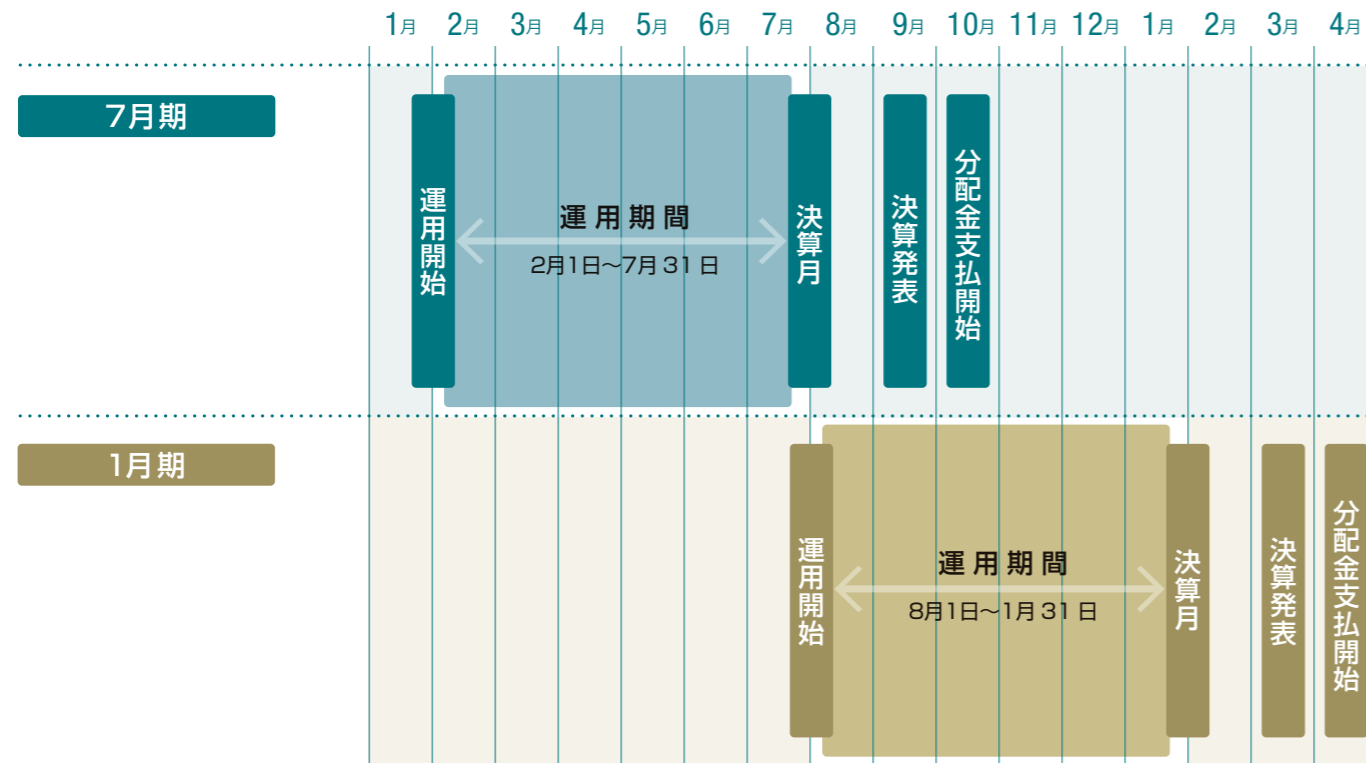 1月 2月 3月 4月 5月 6月 7月 8月 9月 10月 11月 12月 1月 2月 3月 4月
7月期
運用開始
運用期間
2月1日〜7月31日
決算月
決算発表
分配金支払開始
1月期
運用開始
運用期間
8月1日〜1月31日
決算月
決算発表
分配金支払開始